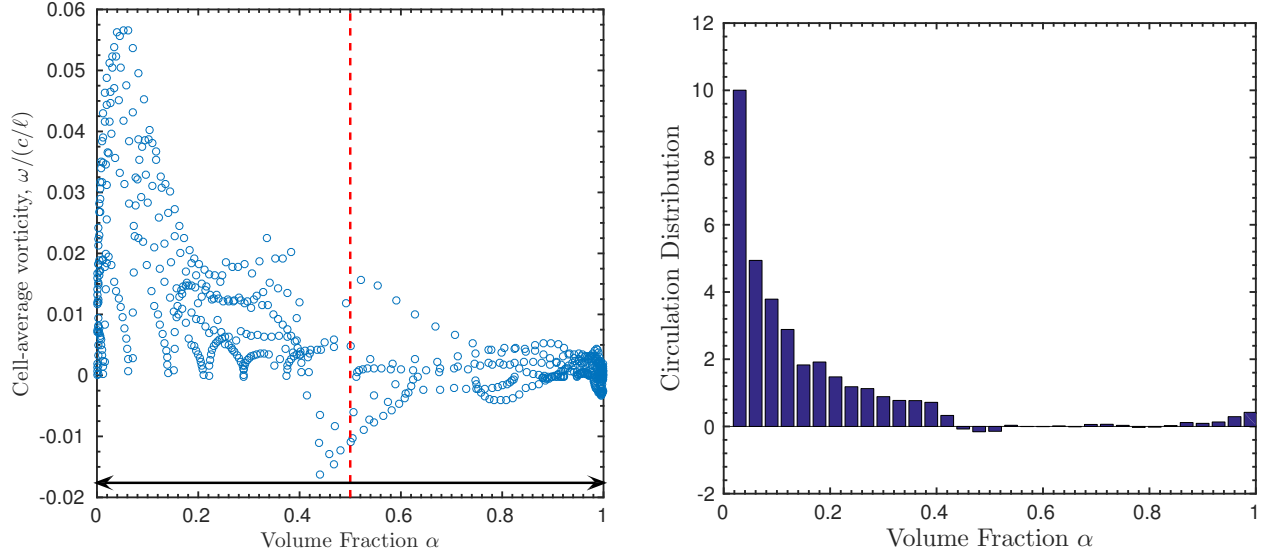 0.06
0.05
0.04
0.03
0.02
0.01
0
-0.01
-0.02
Cell-average vorticity, ω/(c/ℓ)
0 0.2 0.4 0.6 0.8 1
Volume Fraction α
12
10
8
6
4
2
0
-2
Circulation Distribution
0 0.2 0.4 0.6 0.8 1
Volume Fraction α